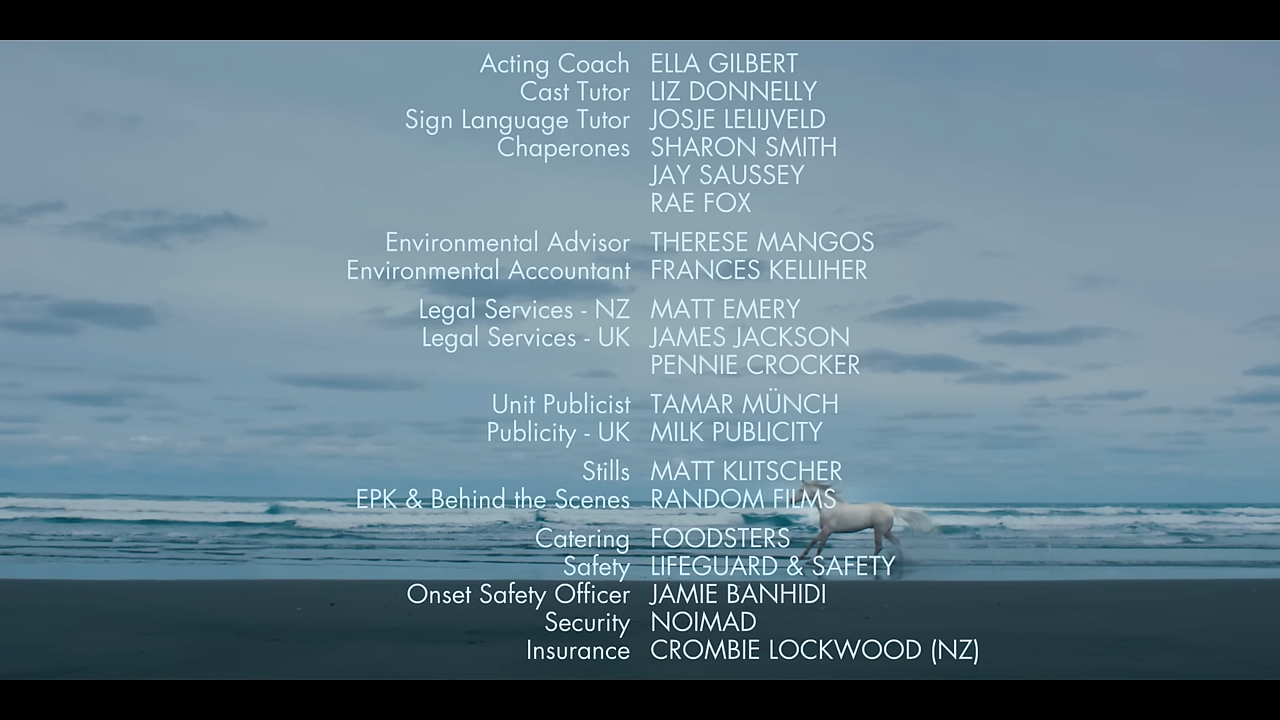 Acting Coach ELLA GILBERT
Cast Tutor LIZ DONNELLY
Sign Language Tutor JOSJE LELIJVELD
Chaperones SHARON SMITH
JAY SAUSSEY
RAE FOX
Environmental Advisor THERESE MANGOS
Environmental Accountant FRANCES KELLIHER
Legal Services - NZ MATT EMERY
Legal Services - UK JAMES JACKSON
PENNIE CROCKER
Unit Publicist TAMAR MÜNCH
Publicity - UK MILK PUBLICITY
Stills MATT KLITSCHER
EPK & Behind the Scenes RANDOM FILMS
Catering FOODSTERS
Safety LIFEGUARD & SAFETY
Onset Safety Officer JAMIE BANHIDI
Security NOIMAD
Insurance CROMBIE LOCKWOOD (NZ)